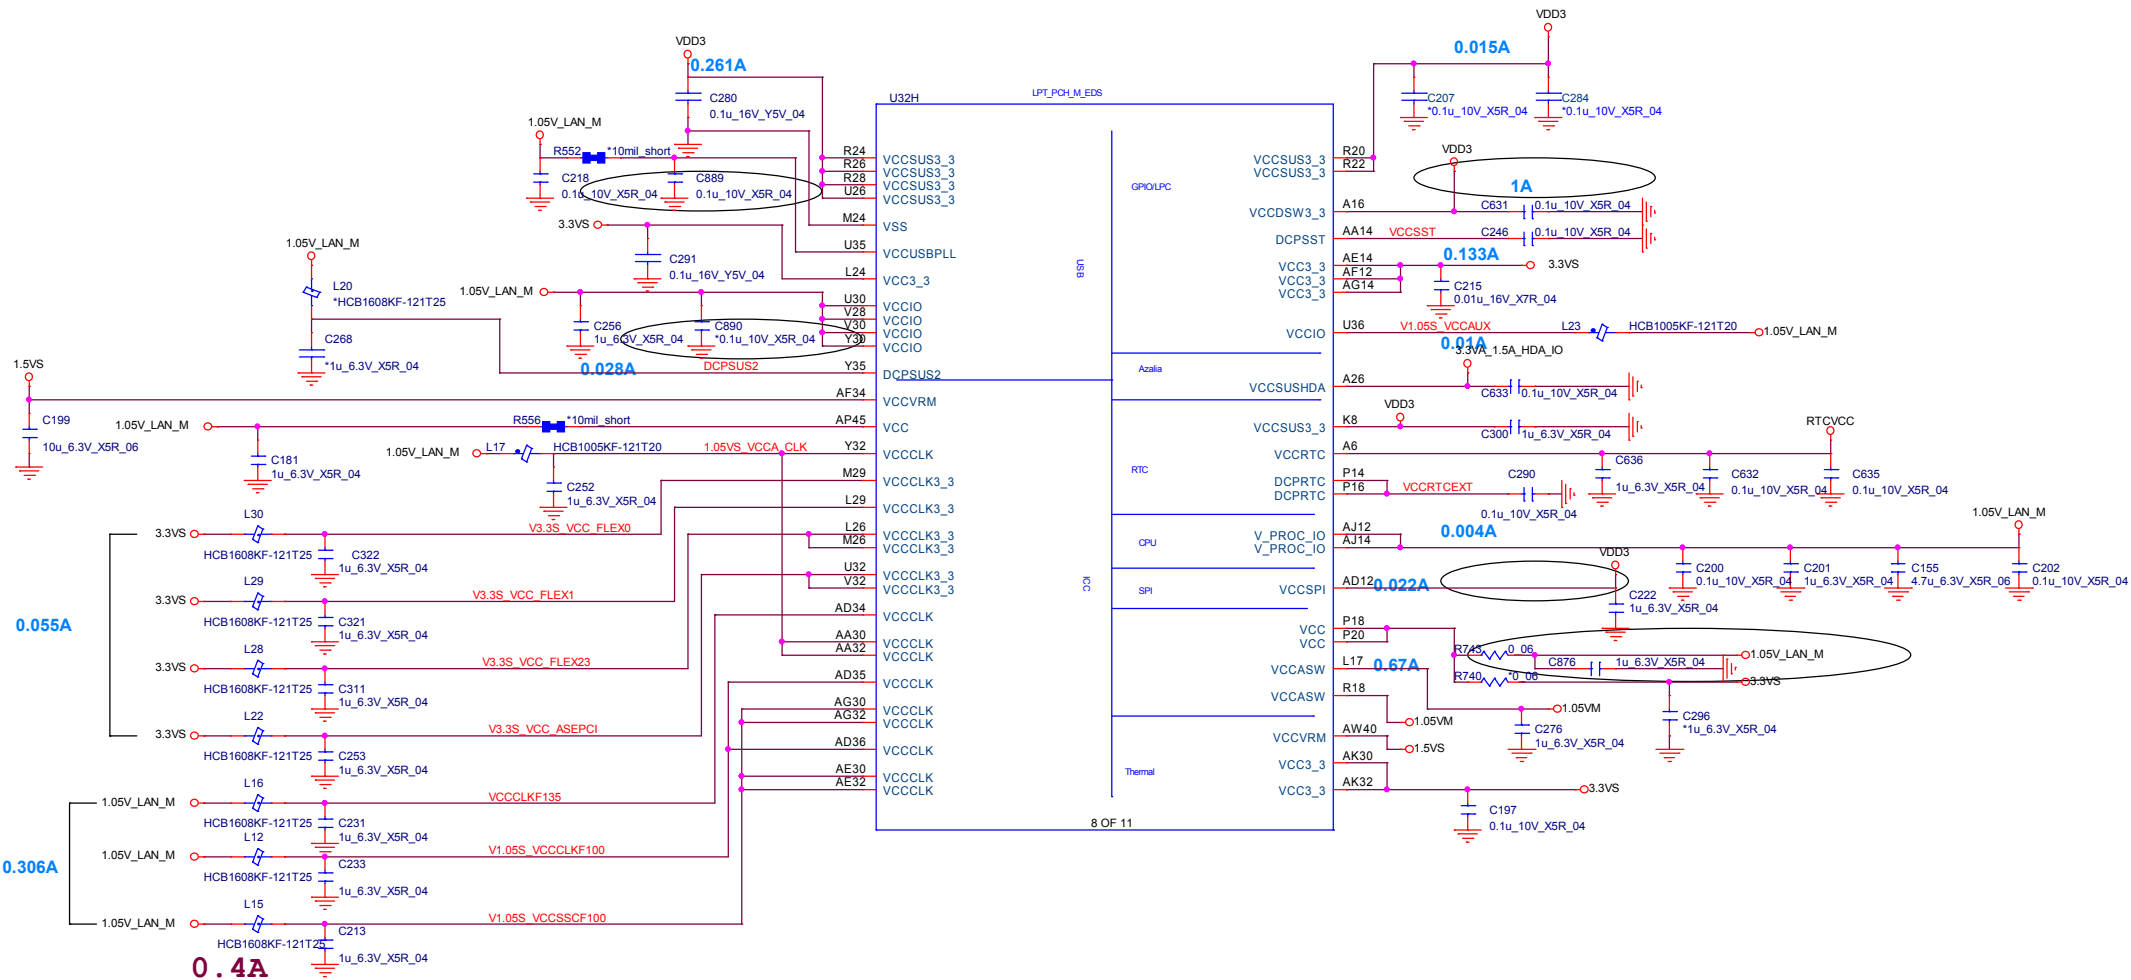 VDD3
0.261A
C280
0.1u_16V_Y5V_04
1.05V_LAN_M
R552
*10mil_short
C218
0.1u_10V_X5R_04
C889
0.1u_10V_X5R_04
3.3VS
C291
0.1u_16V_Y5V_04
1.05V_LAN_M
L20
*HCB1608KF-121T25
C268
*1u_6.3V_X5R_04
1.05V_LAN_M
C256
1u_6.3V_X5R_04
C890
*0.1u_10V_X5R_04
0.028A
DCPSUS2
1.5VS
C199
10u_6.3V_X5R_06
1.05V_LAN_M
R556
*10mil_short
C181
1u_6.3V_X5R_04
1.05V_LAN_M
L17
HCB1005KF-121T20
1.05VS_VCCA_CLK
C252
1u_6.3V_X5R_04
0.055A
3.3VS
L30
HCB1608KF-121T25
V3.3S_VCC_FLEX0
C322
1u_6.3V_X5R_04
3.3VS
L29
HCB1608KF-121T25
V3.3S_VCC_FLEX1
C321
1u_6.3V_X5R_04
3.3VS
L28
HCB1608KF-121T25
V3.3S_VCC_FLEX23
C311
1u_6.3V_X5R_04
3.3VS
L22
HCB1608KF-121T25
V3.3S_VCC_ASEPCI
C253
1u_6.3V_X5R_04
0.306A
1.05V_LAN_M
L16
HCB1608KF-121T25
VCCCLKF135
C231
1u_6.3V_X5R_04
1.05V_LAN_M
L12
HCB1608KF-121T25
V1.05S_VCCCLKF100
C233
1u_6.3V_X5R_04
1.05V_LAN_M
L15
HCB1608KF-121T25
V1.05S_VCCSSCF100
C213
1u_6.3V_X5R_04
0.4A
U32H
LPT_PCH_M_EDS
R24 VCCSUS3_3
R26 VCCSUS3_3
R28 VCCSUS3_3
U26 VCCSUS3_3
M24 VSS
U35 VCCUSBPLL
L24 VCC3_3
U30 VCCIO
V28 VCCIO
V30 VCCIO
Y30 VCCIO
Y35 DCPSUS2
AF34 VCCVRM
AP45 VCC
Y32 VCCCLK
M29 VCCCLK3_3
L29 VCCCLK3_3
L26 VCCCLK3_3
M26 VCCCLK3_3
U32 VCCCLK3_3
V32 VCCCLK3_3
AD34 VCCCLK
AA30 VCCCLK
AA32 VCCCLK
AD35 VCCCLK
AG30 VCCCLK
AG32 VCCCLK
AD36 VCCCLK
AE30 VCCCLK
AE32 VCCCLK
USB
ICC
GPIO/LPC
Azalia
RTC
CPU
SPI
Thermal
8 OF 11
VCCSUS3_3 R20
VCCSUS3_3 R22
VCCDSW3_3 A16
DCPSST AA14
VCC3_3 AE14
VCC3_3 AF12
VCC3_3 AG14
VCCIO U36
VCCSUSHDA A26
VCCSUS3_3 K8
VCCRTC A6
DCPRTC P14
DCPRTC P16
V_PROC_IO AJ12
V_PROC_IO AJ14
VCCSPI AD12
VCC P18
VCC P20
VCCASW L17
VCCASW R18
VCCVRM AW40
VCC3_3 AK30
VCC3_3 AK32
VDD3
0.015A
C207
*0.1u_10V_X5R_04
C284
*0.1u_10V_X5R_04
VDD3
1A
C631
0.1u_10V_X5R_04
VCCSST
C246
0.1u_10V_X5R_04
0.133A
3.3VS
C215
0.01u_16V_X7R_04
V1.05S_VCCAUX
L23
HCB1005KF-121T20
1.05V_LAN_M
0.01A
3.3VA_1.5A_HDA_IO
C633
0.1u_10V_X5R_04
VDD3
C300
1u_6.3V_X5R_04
RTCVCC
C636
1u_6.3V_X5R_04
C632
0.1u_10V_X5R_04
C635
0.1u_10V_X5R_04
VCCRTCEXT
C290
0.1u_10V_X5R_04
0.004A
1.05V_LAN_M
C200
0.1u_10V_X5R_04
C201
1u_6.3V_X5R_04
C155
4.7u_6.3V_X5R_06
C202
0.1u_10V_X5R_04
VDD3
0.022A
C222
1u_6.3V_X5R_04
R743
0_06
1.05V_LAN_M
C876
1u_6.3V_X5R_04
0.67A
R740
*0_06
3.3VS
C296
*1u_6.3V_X5R_04
1.05VM
C276
1u_6.3V_X5R_04
1.05VM
1.5VS
3.3VS
C197
0.1u_10V_X5R_04